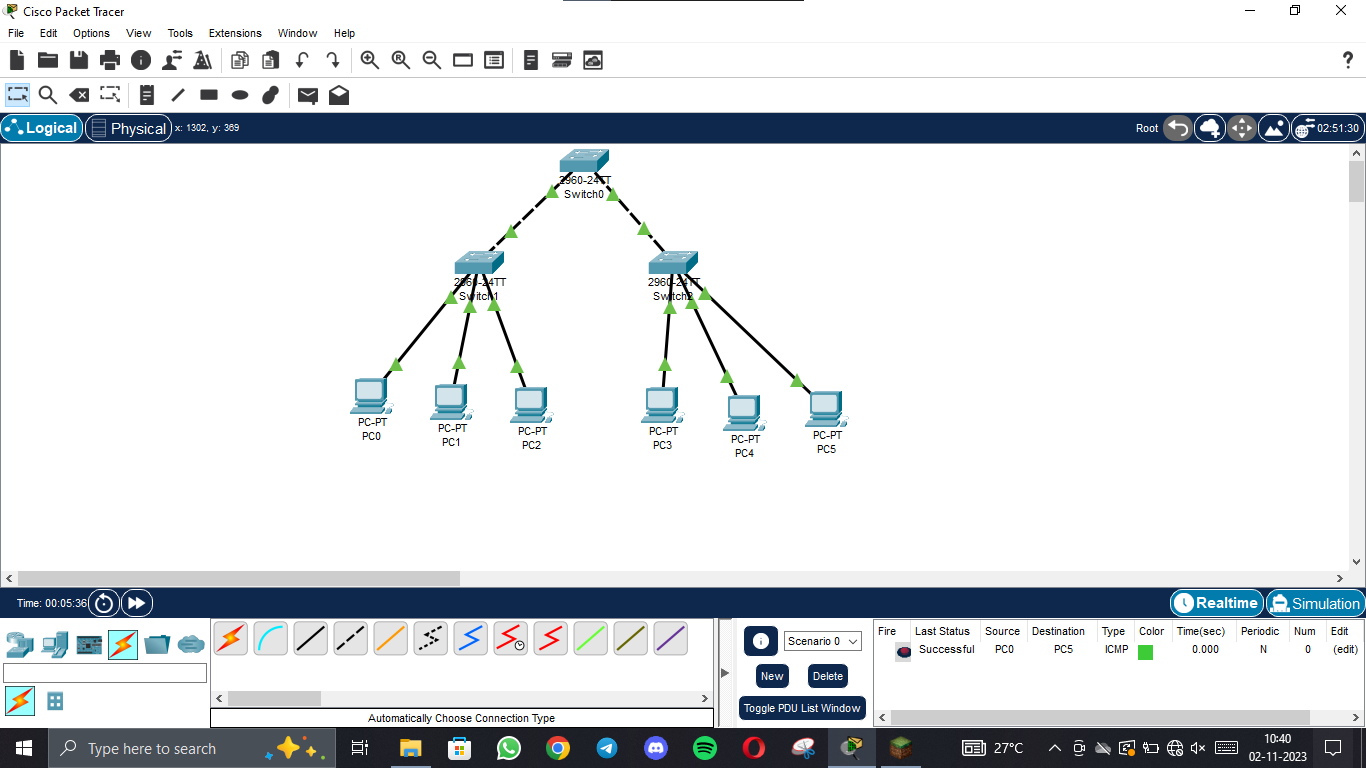 Cisco Packet Tracer
File Edit Options View Tools Extensions Window Help
Logical Physical x: 1302, y: 389 Root 02:51:30
2960-24TT
Switch0
2960-24TT
Switch1
2960-24TT
Switch2
PC-PT
PC0
PC-PT
PC1
PC-PT
PC2
PC-PT
PC3
PC-PT
PC4
PC-PT
PC5
Time: 00:05:36 Realtime Simulation
Automatically Choose Connection Type
Scenario 0
New Delete
Toggle PDU List Window
Fire Last Status Source Destination Type Color Time(sec) Periodic Num Edit
Successful PC0 PC5 ICMP 0.000 N 0 (edit)
Type here to search
27°C
10:40
02-11-2023